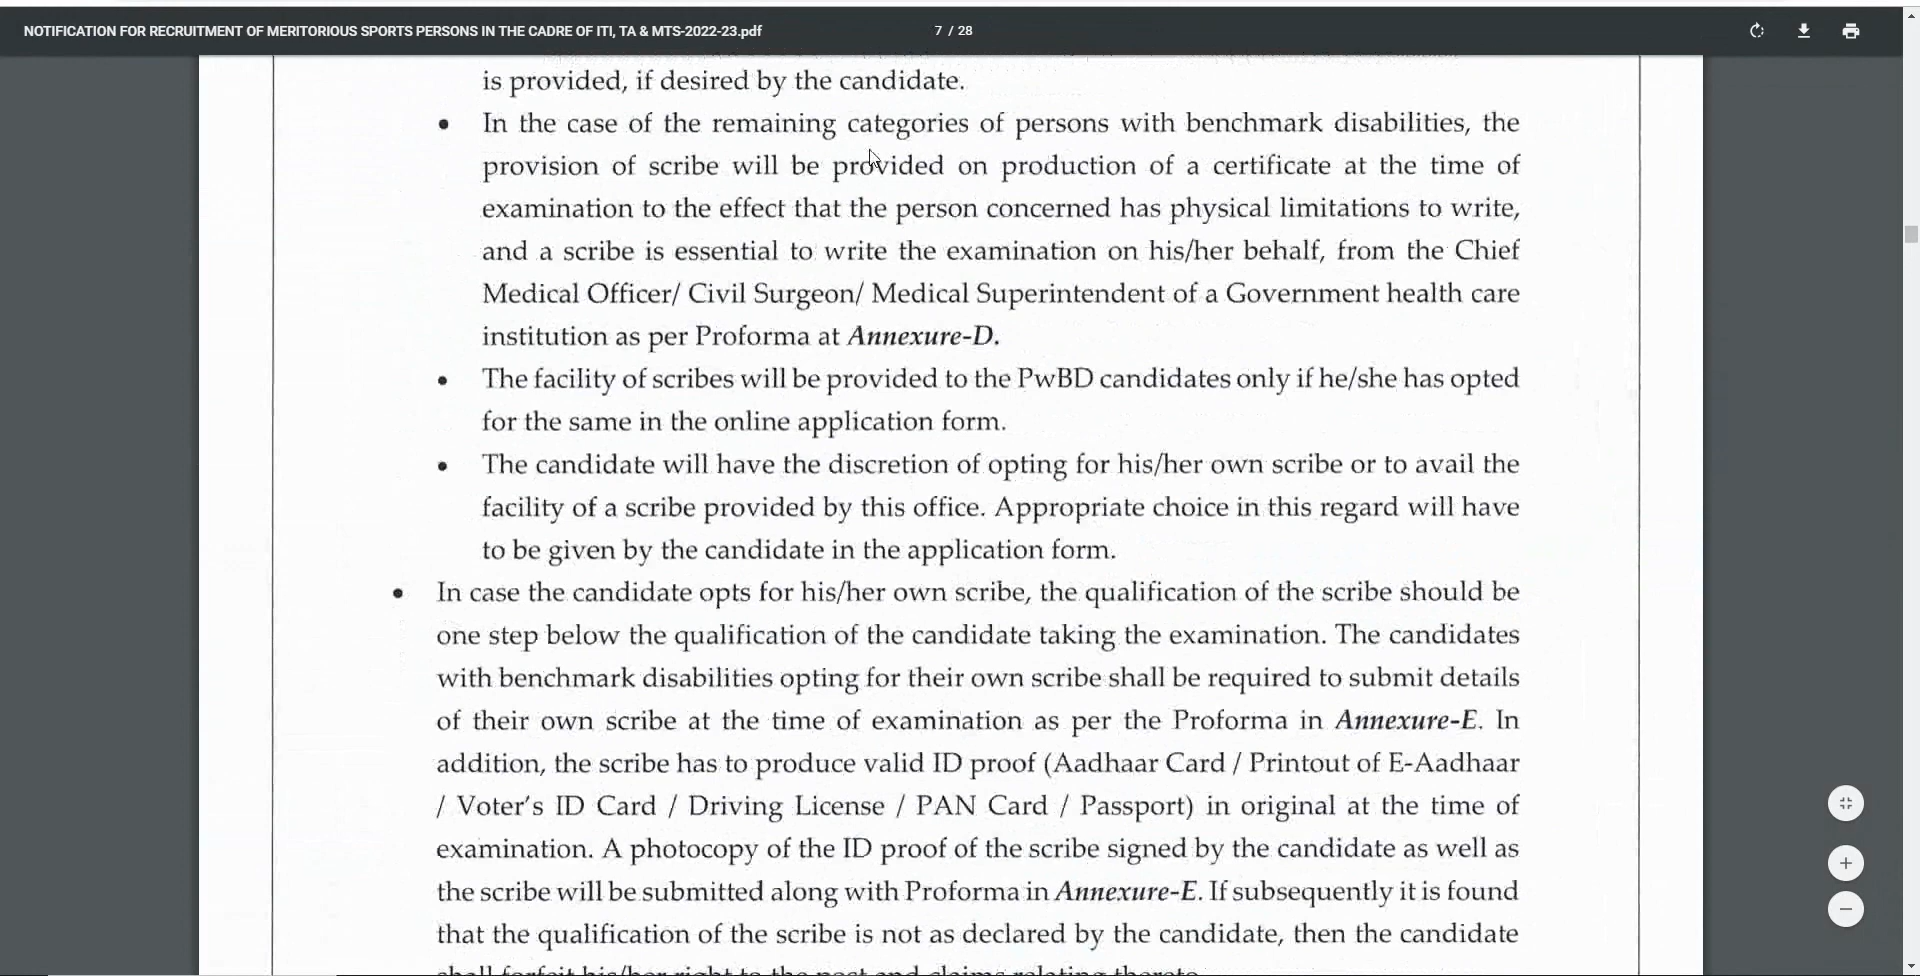 NOTIFICATION FOR RECRUITMENT OF MERITORIOUS SPORTS PERSONS IN THE CADRE OF ITI, TA & MTS-2022-23.pdf
7 / 28
is provided, if desired by the candidate.
• In the case of the remaining categories of persons with benchmark disabilities, the
provision of scribe will be provided on production of a certificate at the time of
examination to the effect that the person concerned has physical limitations to write,
and a scribe is essential to write the examination on his/her behalf, from the Chief
Medical Officer/ Civil Surgeon/ Medical Superintendent of a Government health care
institution as per Proforma at Annexure-D.
• The facility of scribes will be provided to the PwBD candidates only if he/she has opted
for the same in the online application form.
• The candidate will have the discretion of opting for his/her own scribe or to avail the
facility of a scribe provided by this office. Appropriate choice in this regard will have
to be given by the candidate in the application form.
• In case the candidate opts for his/her own scribe, the qualification of the scribe should be
one step below the qualification of the candidate taking the examination. The candidates
with benchmark disabilities opting for their own scribe shall be required to submit details
of their own scribe at the time of examination as per the Proforma in Annexure-E. In
addition, the scribe has to produce valid ID proof (Aadhaar Card / Printout of E-Aadhaar
/ Voter's ID Card / Driving License / PAN Card / Passport) in original at the time of
examination. A photocopy of the ID proof of the scribe signed by the candidate as well as
the scribe will be submitted along with Proforma in Annexure-E. If subsequently it is found
that the qualification of the scribe is not as declared by the candidate, then the candidate
shall forfeit his/her right to the post and claims relating thereto.